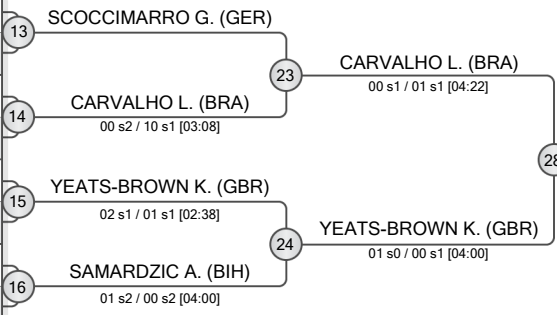 13
SCOCCIMARRO G. (GER)
23
CARVALHO L. (BRA)
00 s1 / 01 s1 [04:22]
14
CARVALHO L. (BRA)
00 s2 / 10 s1 [03:08]
28
15
YEATS-BROWN K. (GBR)
02 s1 / 01 s1 [02:38]
24
YEATS-BROWN K. (GBR)
01 s0 / 00 s1 [04:00]
16
SAMARDZIC A. (BIH)
01 s2 / 00 s2 [04:00]